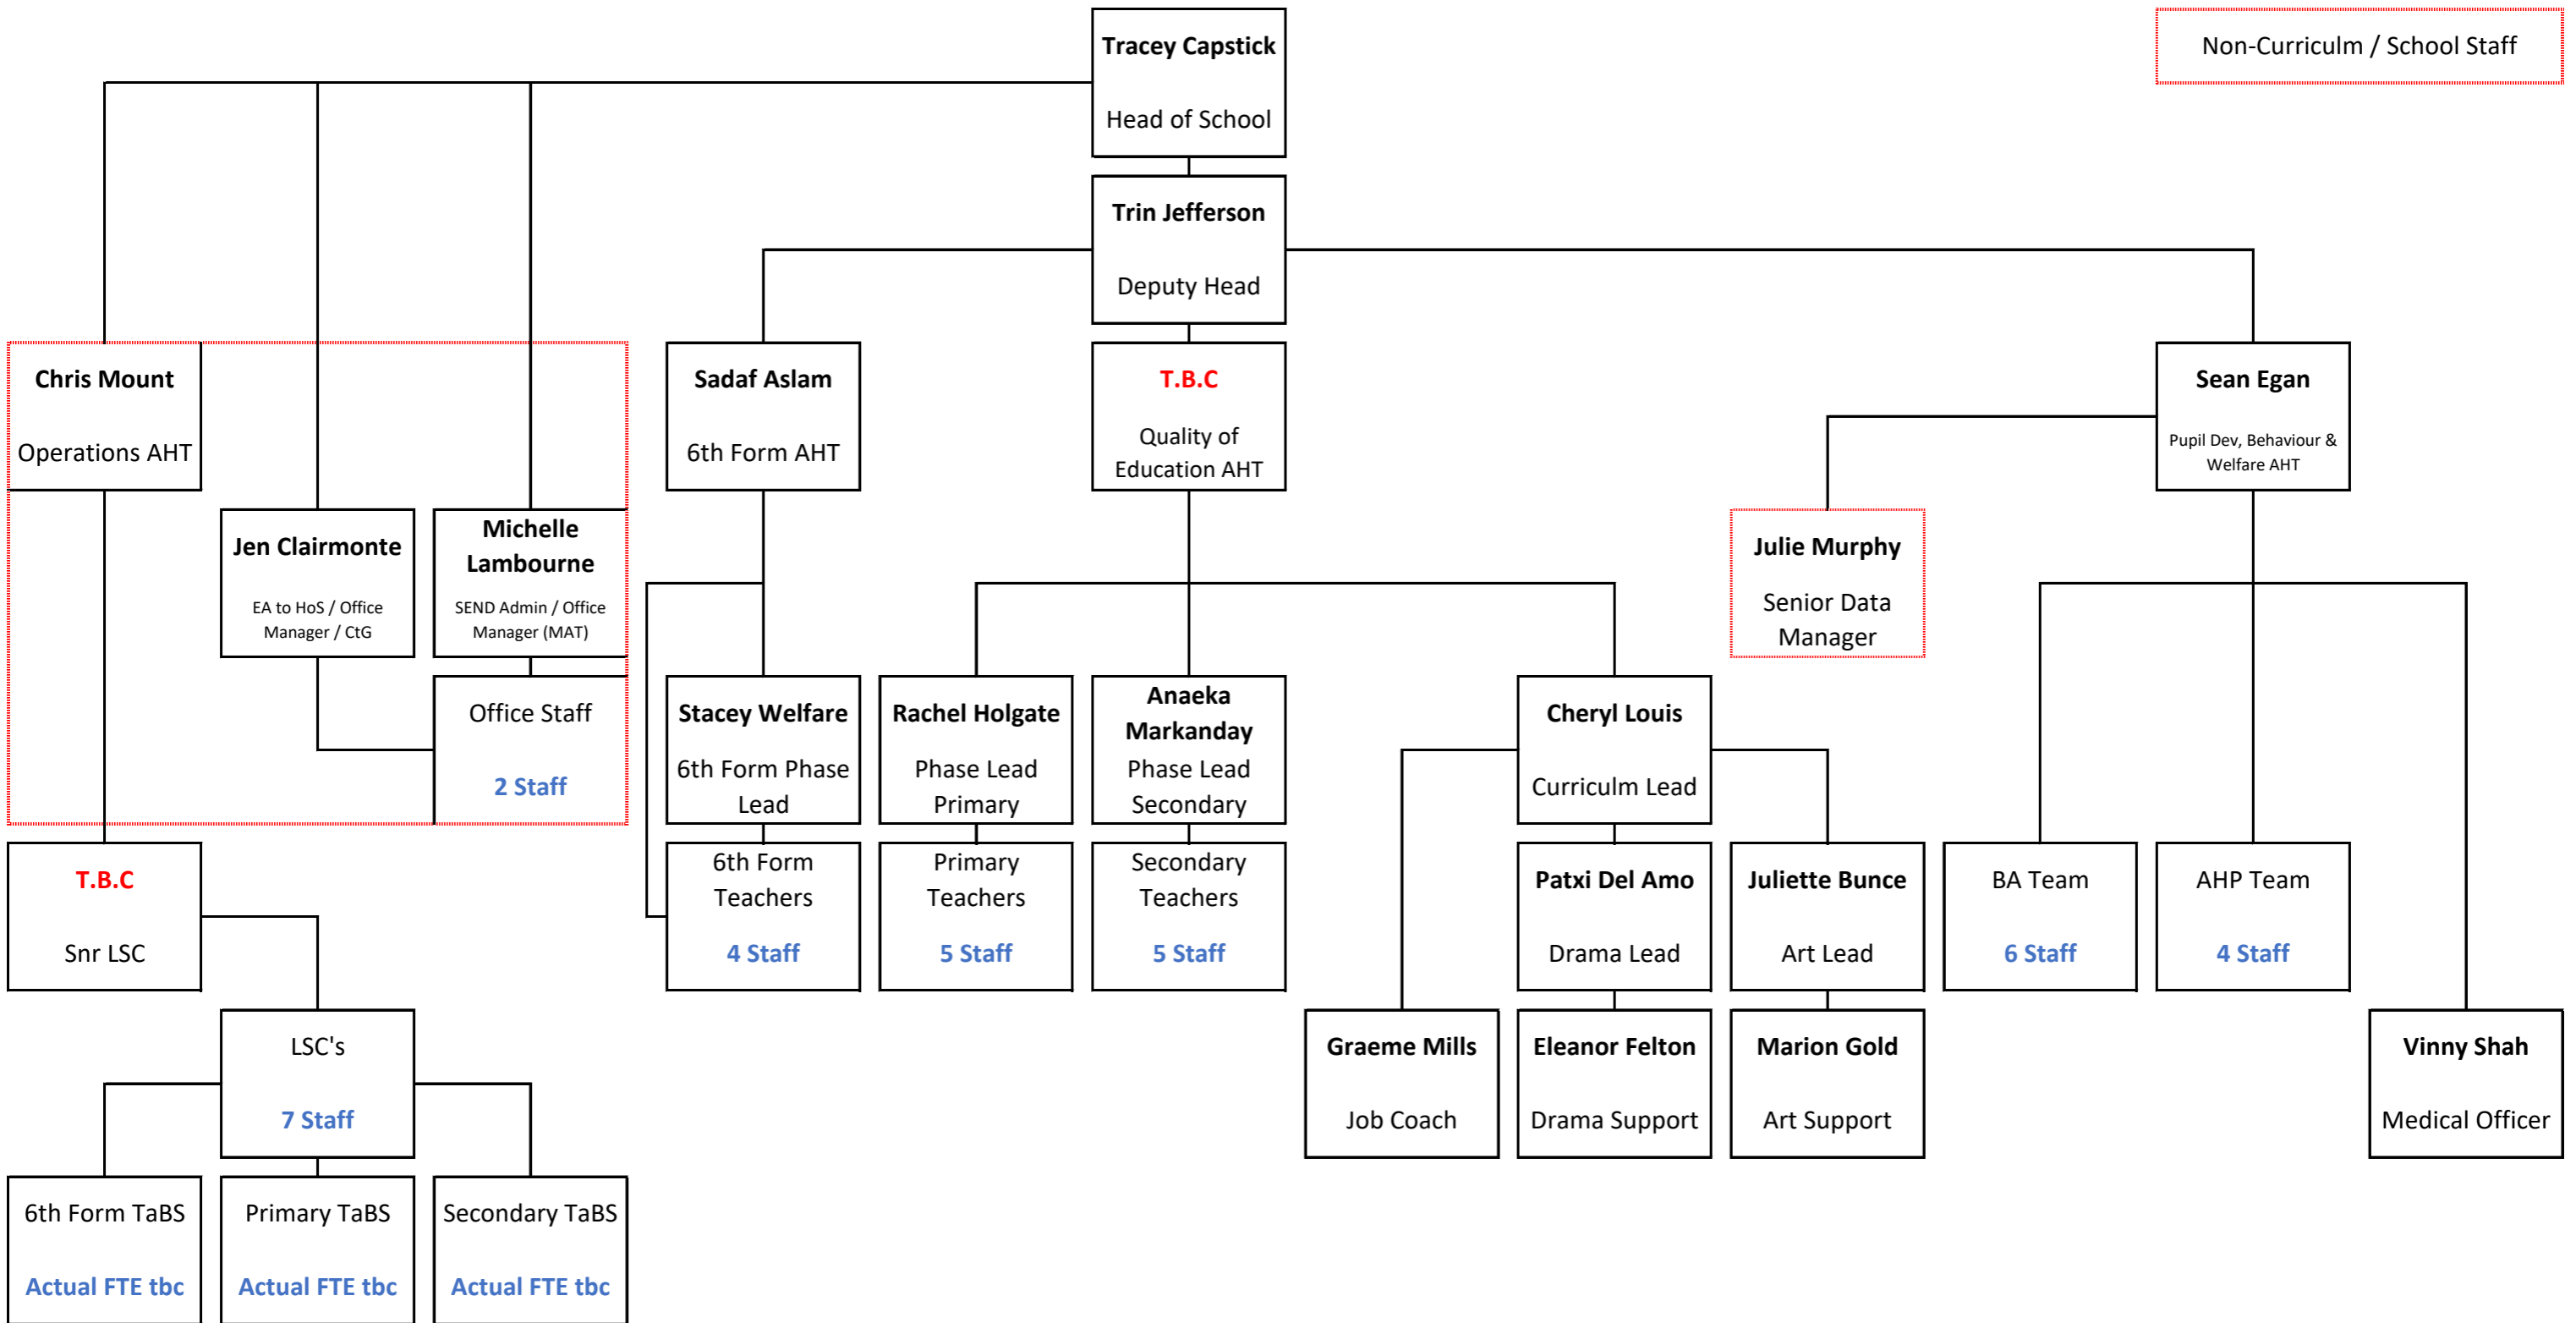 Tracey Capstick
Head of School
Non-Curriculm / School Staff
Trin Jefferson
Deputy Head
Chris Mount
Operations AHT
Sadaf Aslam
6th Form AHT
T.B.C
Quality of
Education AHT
Sean Egan
Pupil Dev, Behaviour &
Welfare AHT
Jen Clairmonte
EA to HoS / Office
Manager / CtG
Michelle
Lambourne
SEND Admin / Office
Manager (MAT)
Julie Murphy
Senior Data
Manager
Office Staff
2 Staff
Stacey Welfare
6th Form Phase
Lead
Rachel Holgate
Phase Lead
Primary
Anaeka
Markanday
Phase Lead
Secondary
Cheryl Louis
Curriculm Lead
T.B.C
Snr LSC
6th Form
Teachers
4 Staff
Primary
Teachers
5 Staff
Secondary
Teachers
5 Staff
Patxi Del Amo
Drama Lead
Juliette Bunce
Art Lead
BA Team
6 Staff
AHP Team
4 Staff
LSC's
7 Staff
Graeme Mills
Job Coach
Eleanor Felton
Drama Support
Marion Gold
Art Support
Vinny Shah
Medical Officer
6th Form TaBS
Actual FTE tbc
Primary TaBS
Actual FTE tbc
Secondary TaBS
Actual FTE tbc